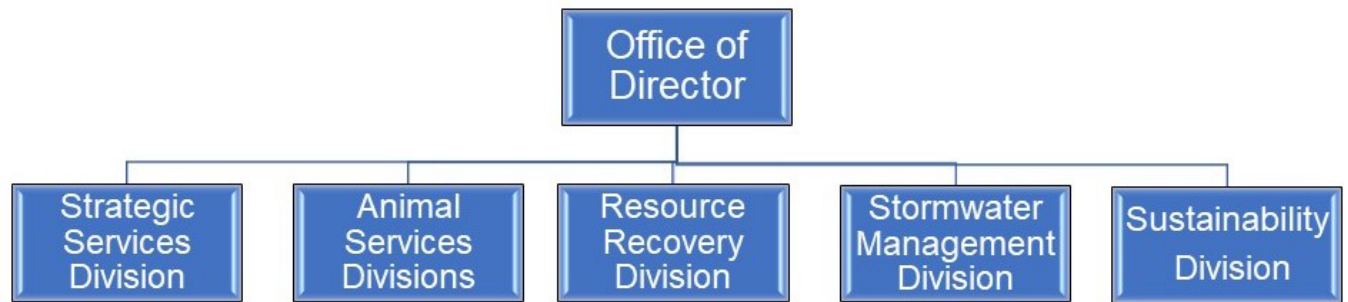 Office of
Director
Strategic
Services
Division
Animal
Services
Divisions
Resource
Recovery
Division
Stormwater
Management
Division
Sustainability
Division